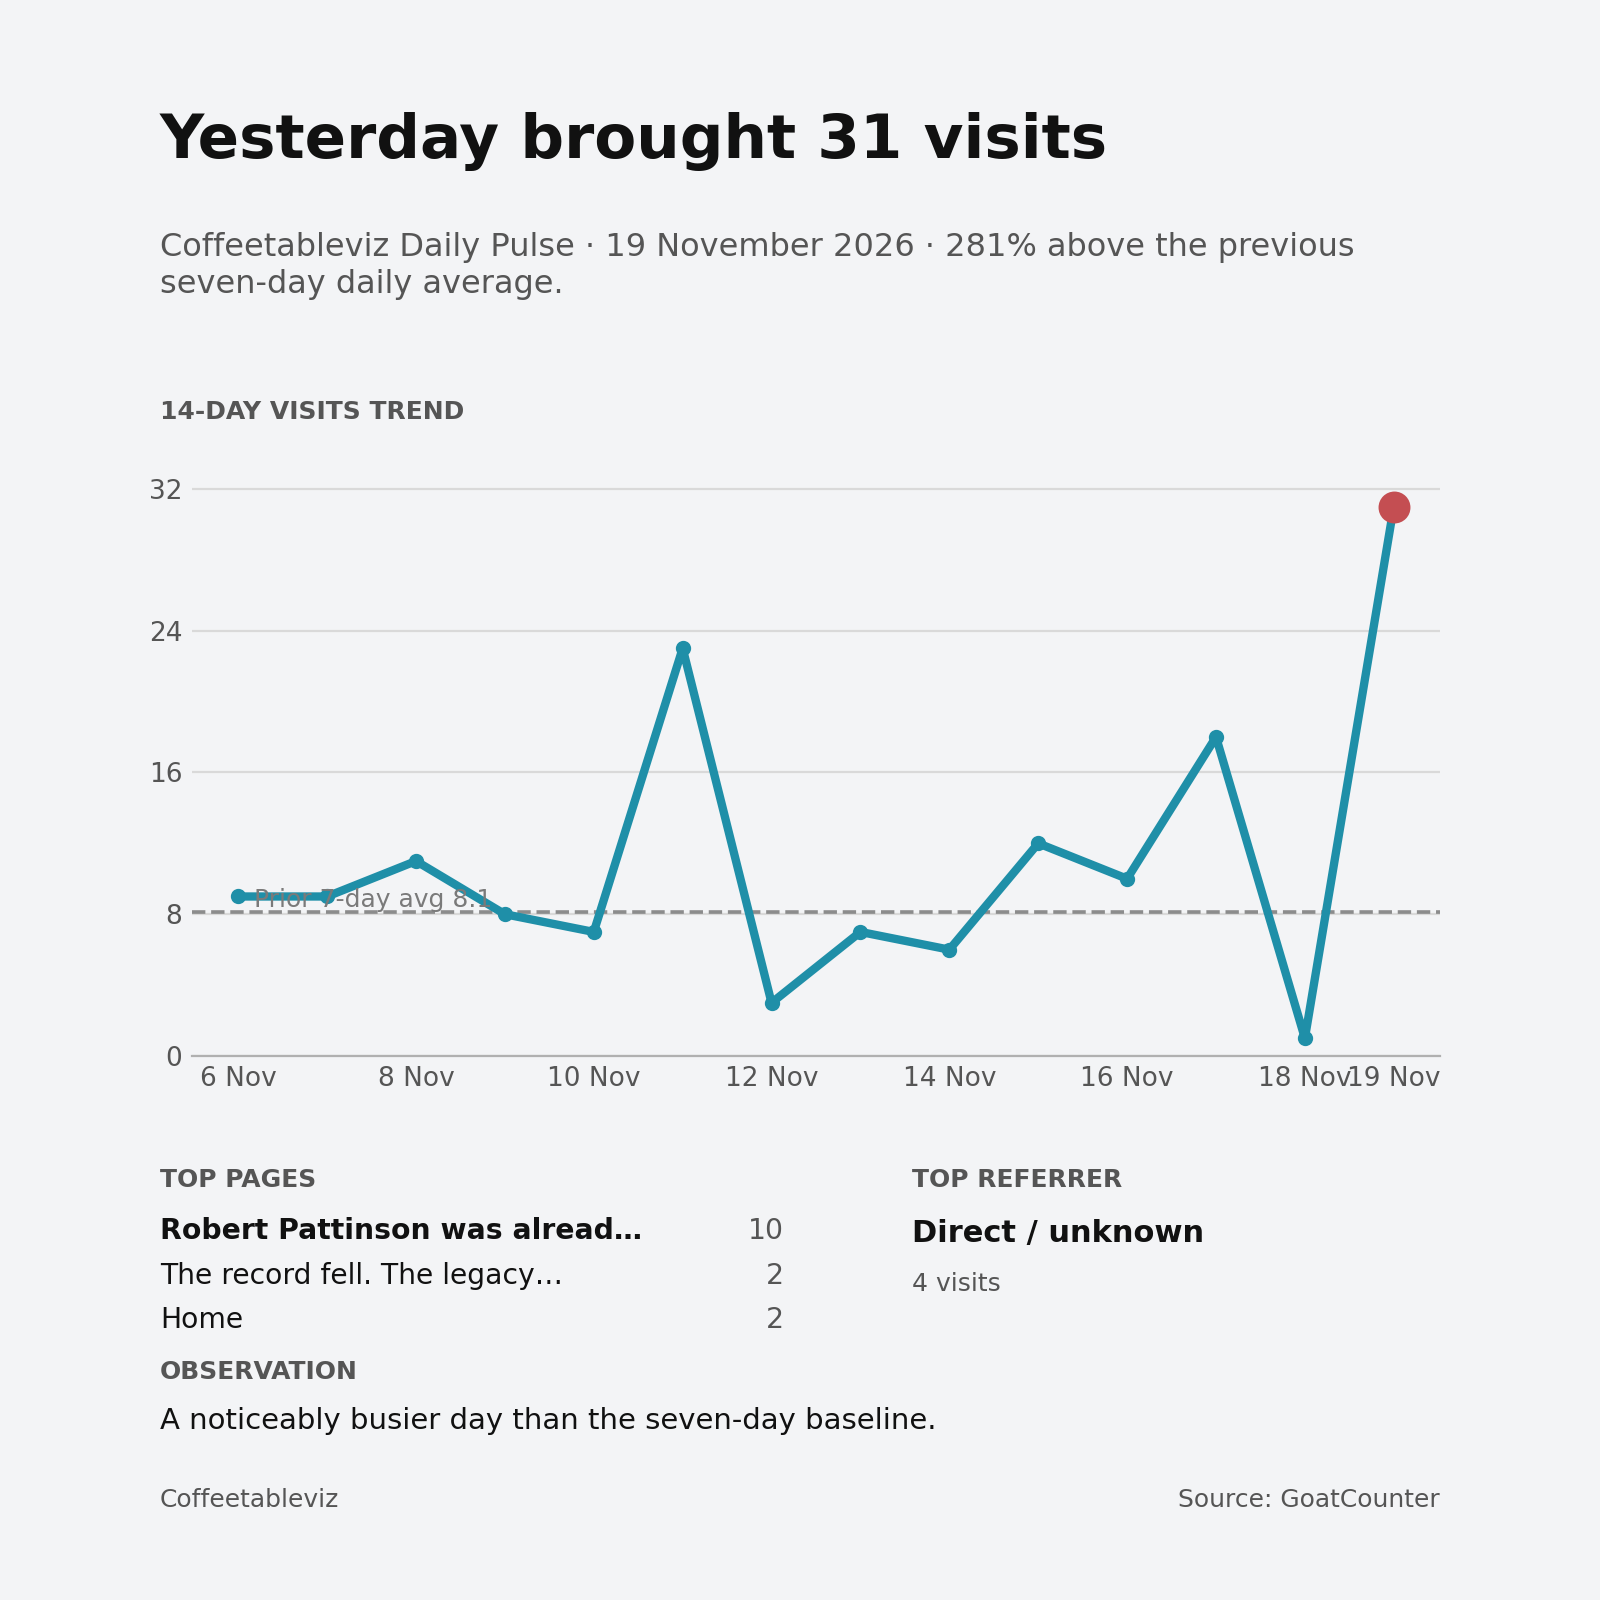 Yesterday brought 31 visits
Coffeetableviz Daily Pulse · 19 November 2026 · 281% above the previous
seven-day daily average.
14-DAY VISITS TREND
32
24
16
8
0
Prior 7-day avg 8.1
6 Nov
8 Nov
10 Nov
12 Nov
14 Nov
16 Nov
18 Nov
19 Nov
TOP PAGES
Robert Pattinson was alread… 10
The record fell. The legacy… 2
Home 2
TOP REFERRER
Direct / unknown
4 visits
OBSERVATION
A noticeably busier day than the seven-day baseline.
Coffeetableviz
Source: GoatCounter